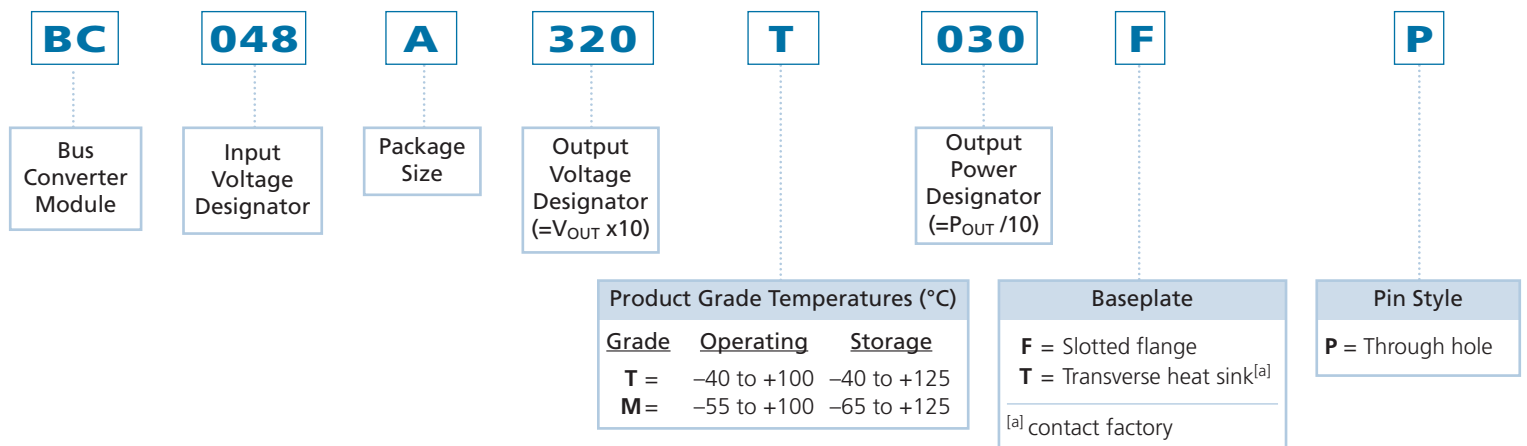 BC 048 A 320 T 030 F P
Bus
Converter
Module
Input
Voltage
Designator
Package
Size
Output
Voltage
Designator
(=VOUT x10)
Output
Power
Designator
(=POUT /10)
Product Grade Temperatures (°C)
Grade Operating Storage
T = –40 to +100 –40 to +125
M = –55 to +100 –65 to +125
Baseplate
F = Slotted flange
T = Transverse heat sink[a]
[a] contact factory
Pin Style
P = Through hole